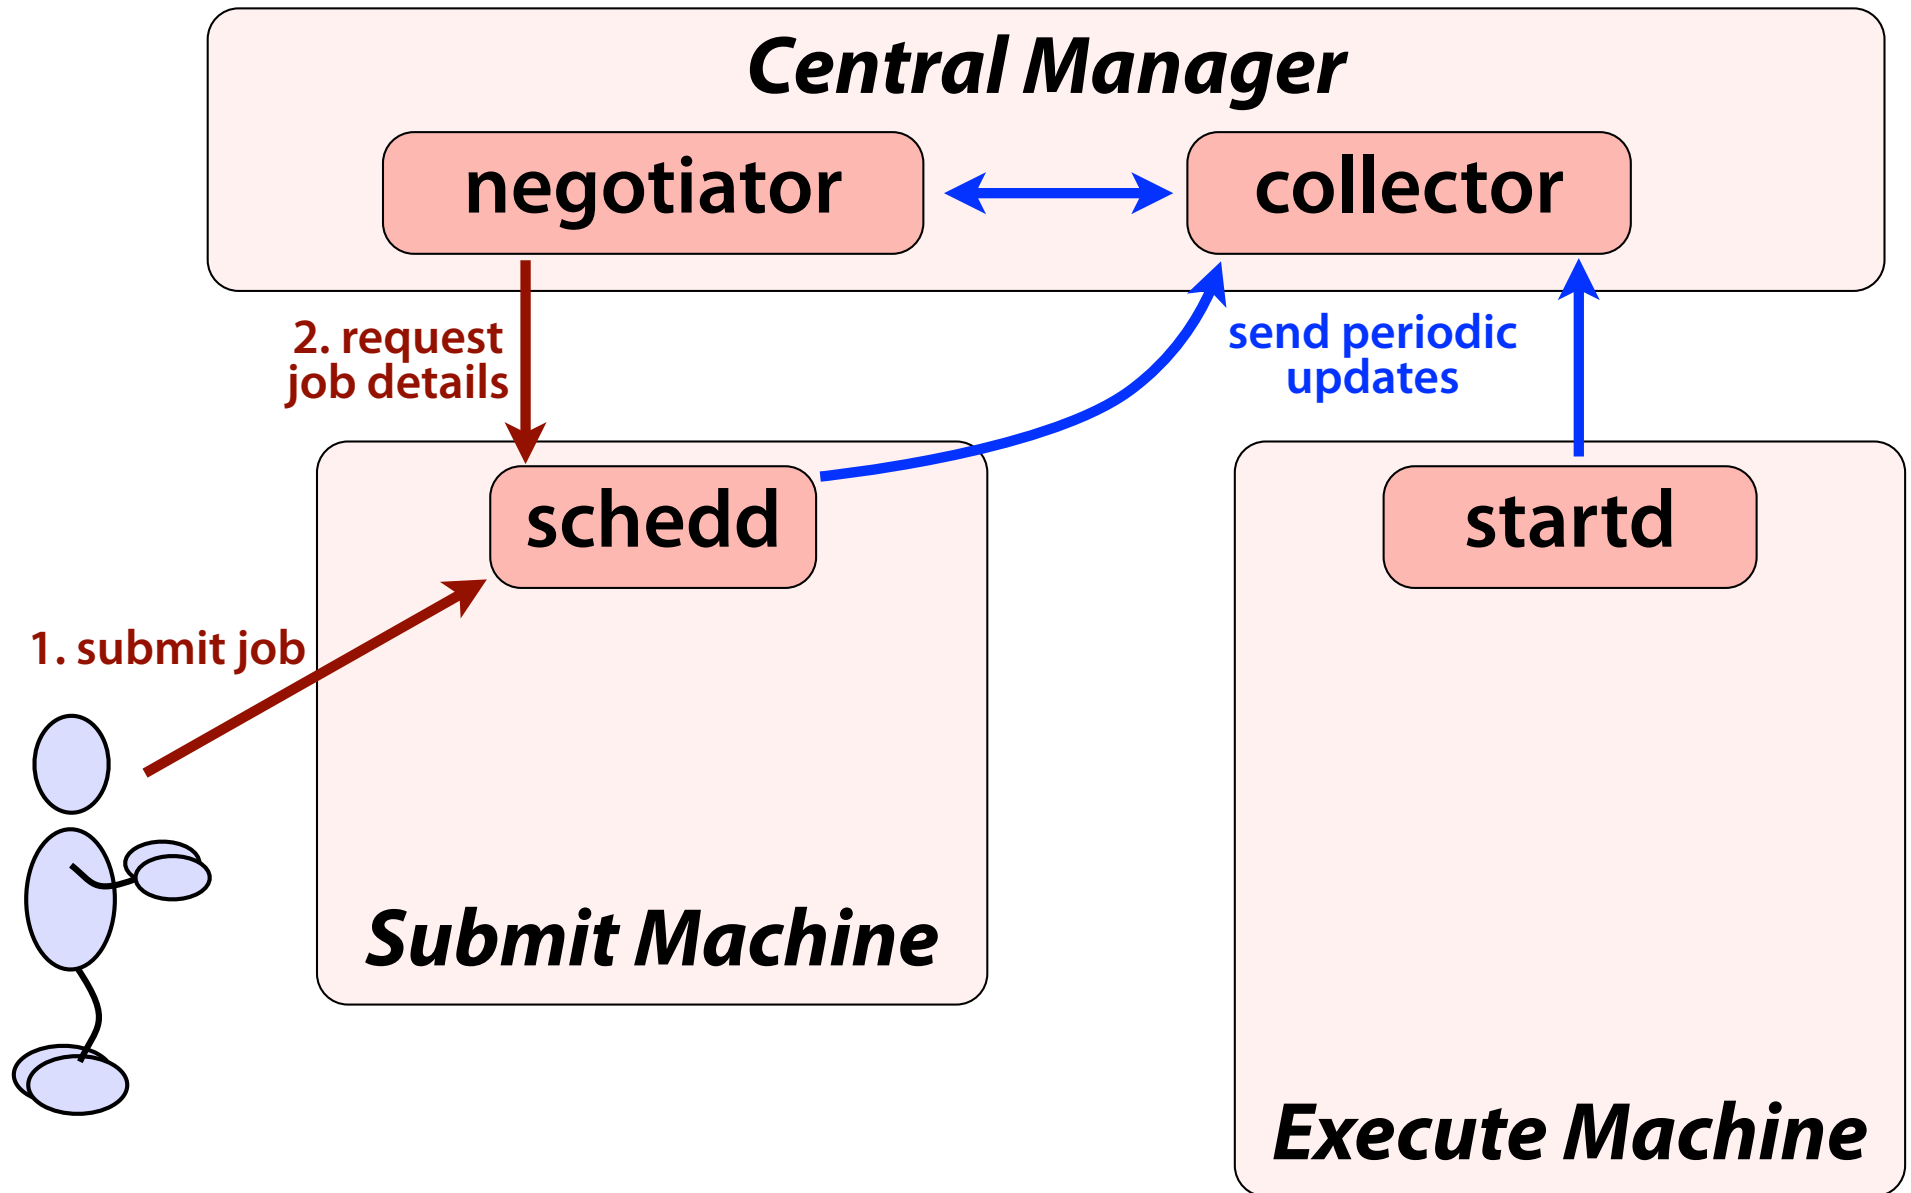 Central Manager
negotiator
collector
2. request
job details
send periodic
updates
schedd
startd
1. submit job
Submit Machine
Execute Machine